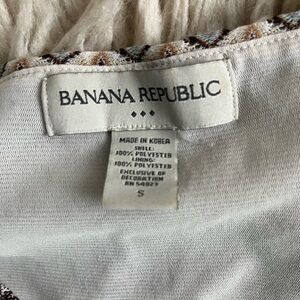 BANANA REPUBLIC
MADE IN KOREA
SHELL:
100% POLYESTER
LINING:
100% POLYESTER
EXCLUSIVE OF
DECORATION
RN 54023
S